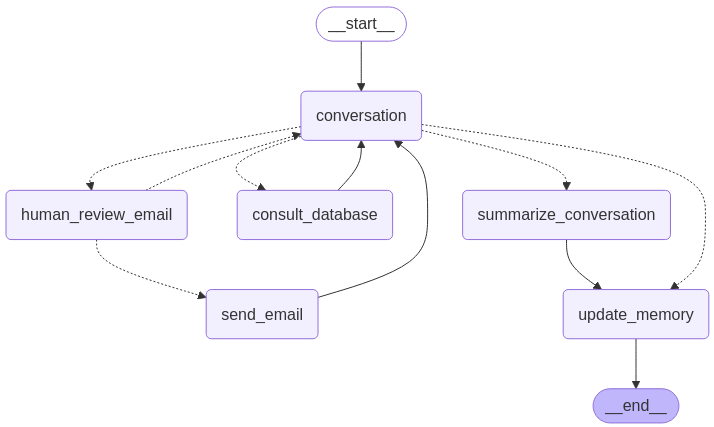 __start__
conversation
human_review_email
consult_database
summarize_conversation
send_email
update_memory
__end__